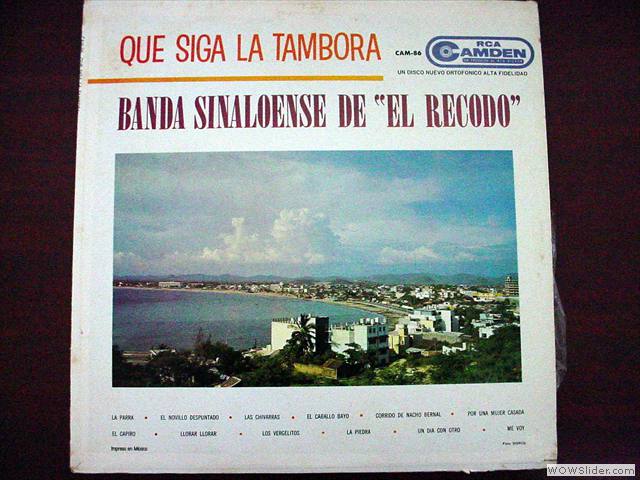 QUE SIGA LA TAMBORA
CAM-86
RCA
CAMDEN
UN DISCO NUEVO ORTOFONICO ALTA FIDELIDAD
BANDA SINALOENSE DE "EL RECODO"
LA PARRA • EL NOVILLO DESPUNTADO • LAS CHIVARRAS • EL CABALLO BAYO • CORRIDO DE NACHO BERNAL • POR UNA MUJER CASADA
EL CAPIRO • LLORAR LLORAR • LOS VERGELITOS • LA PIEDRA • UN DIA CON OTRO • ME VOY
Impreso en México
WOWSlider.com